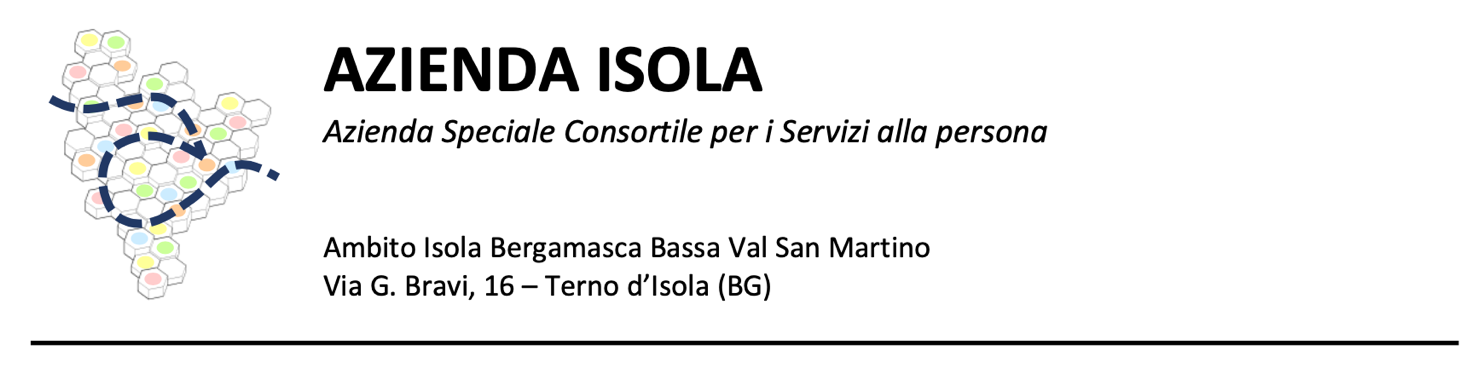 AZIENDA ISOLA
Azienda Speciale Consortile per i Servizi alla persona
Ambito Isola Bergamasca Bassa Val San Martino
Via G. Bravi, 16 – Terno d’Isola (BG)